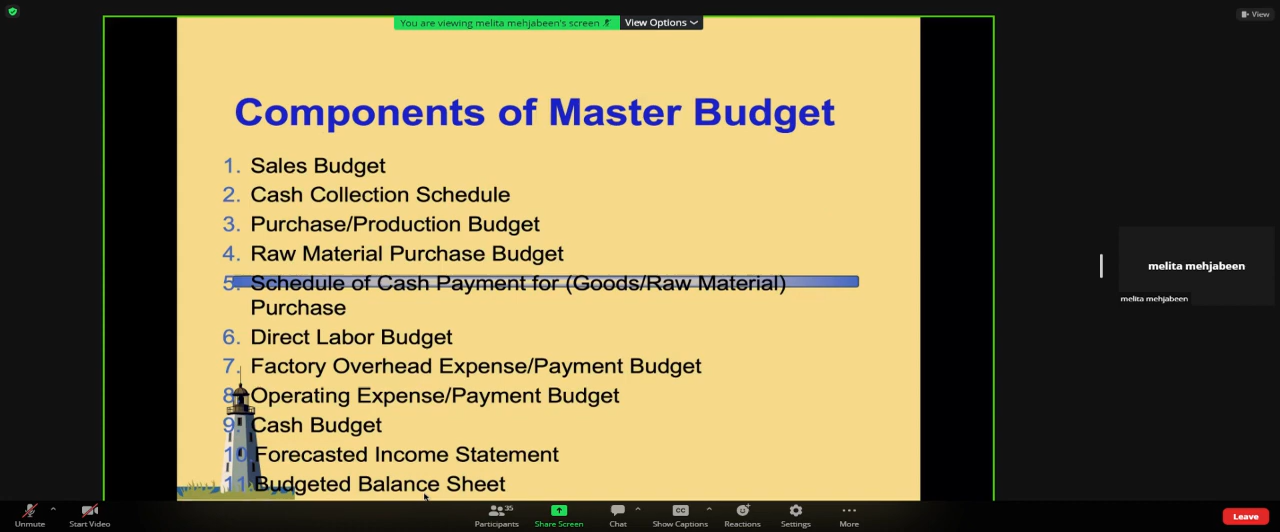 You are viewing melita mehjabeen's screen
View Options
View
Components of Master Budget
1. Sales Budget
2. Cash Collection Schedule
3. Purchase/Production Budget
4. Raw Material Purchase Budget
5. Schedule of Cash Payment for (Goods/Raw Material)
Purchase
6. Direct Labor Budget
7. Factory Overhead Expense/Payment Budget
8. Operating Expense/Payment Budget
9. Cash Budget
10. Forecasted Income Statement
11. Budgeted Balance Sheet
melita mehjabeen
melita mehjabeen
35
Unmute
Start Video
Participants
Share Screen
Chat
CC
Show Captions
Reactions
Settings
More
Leave